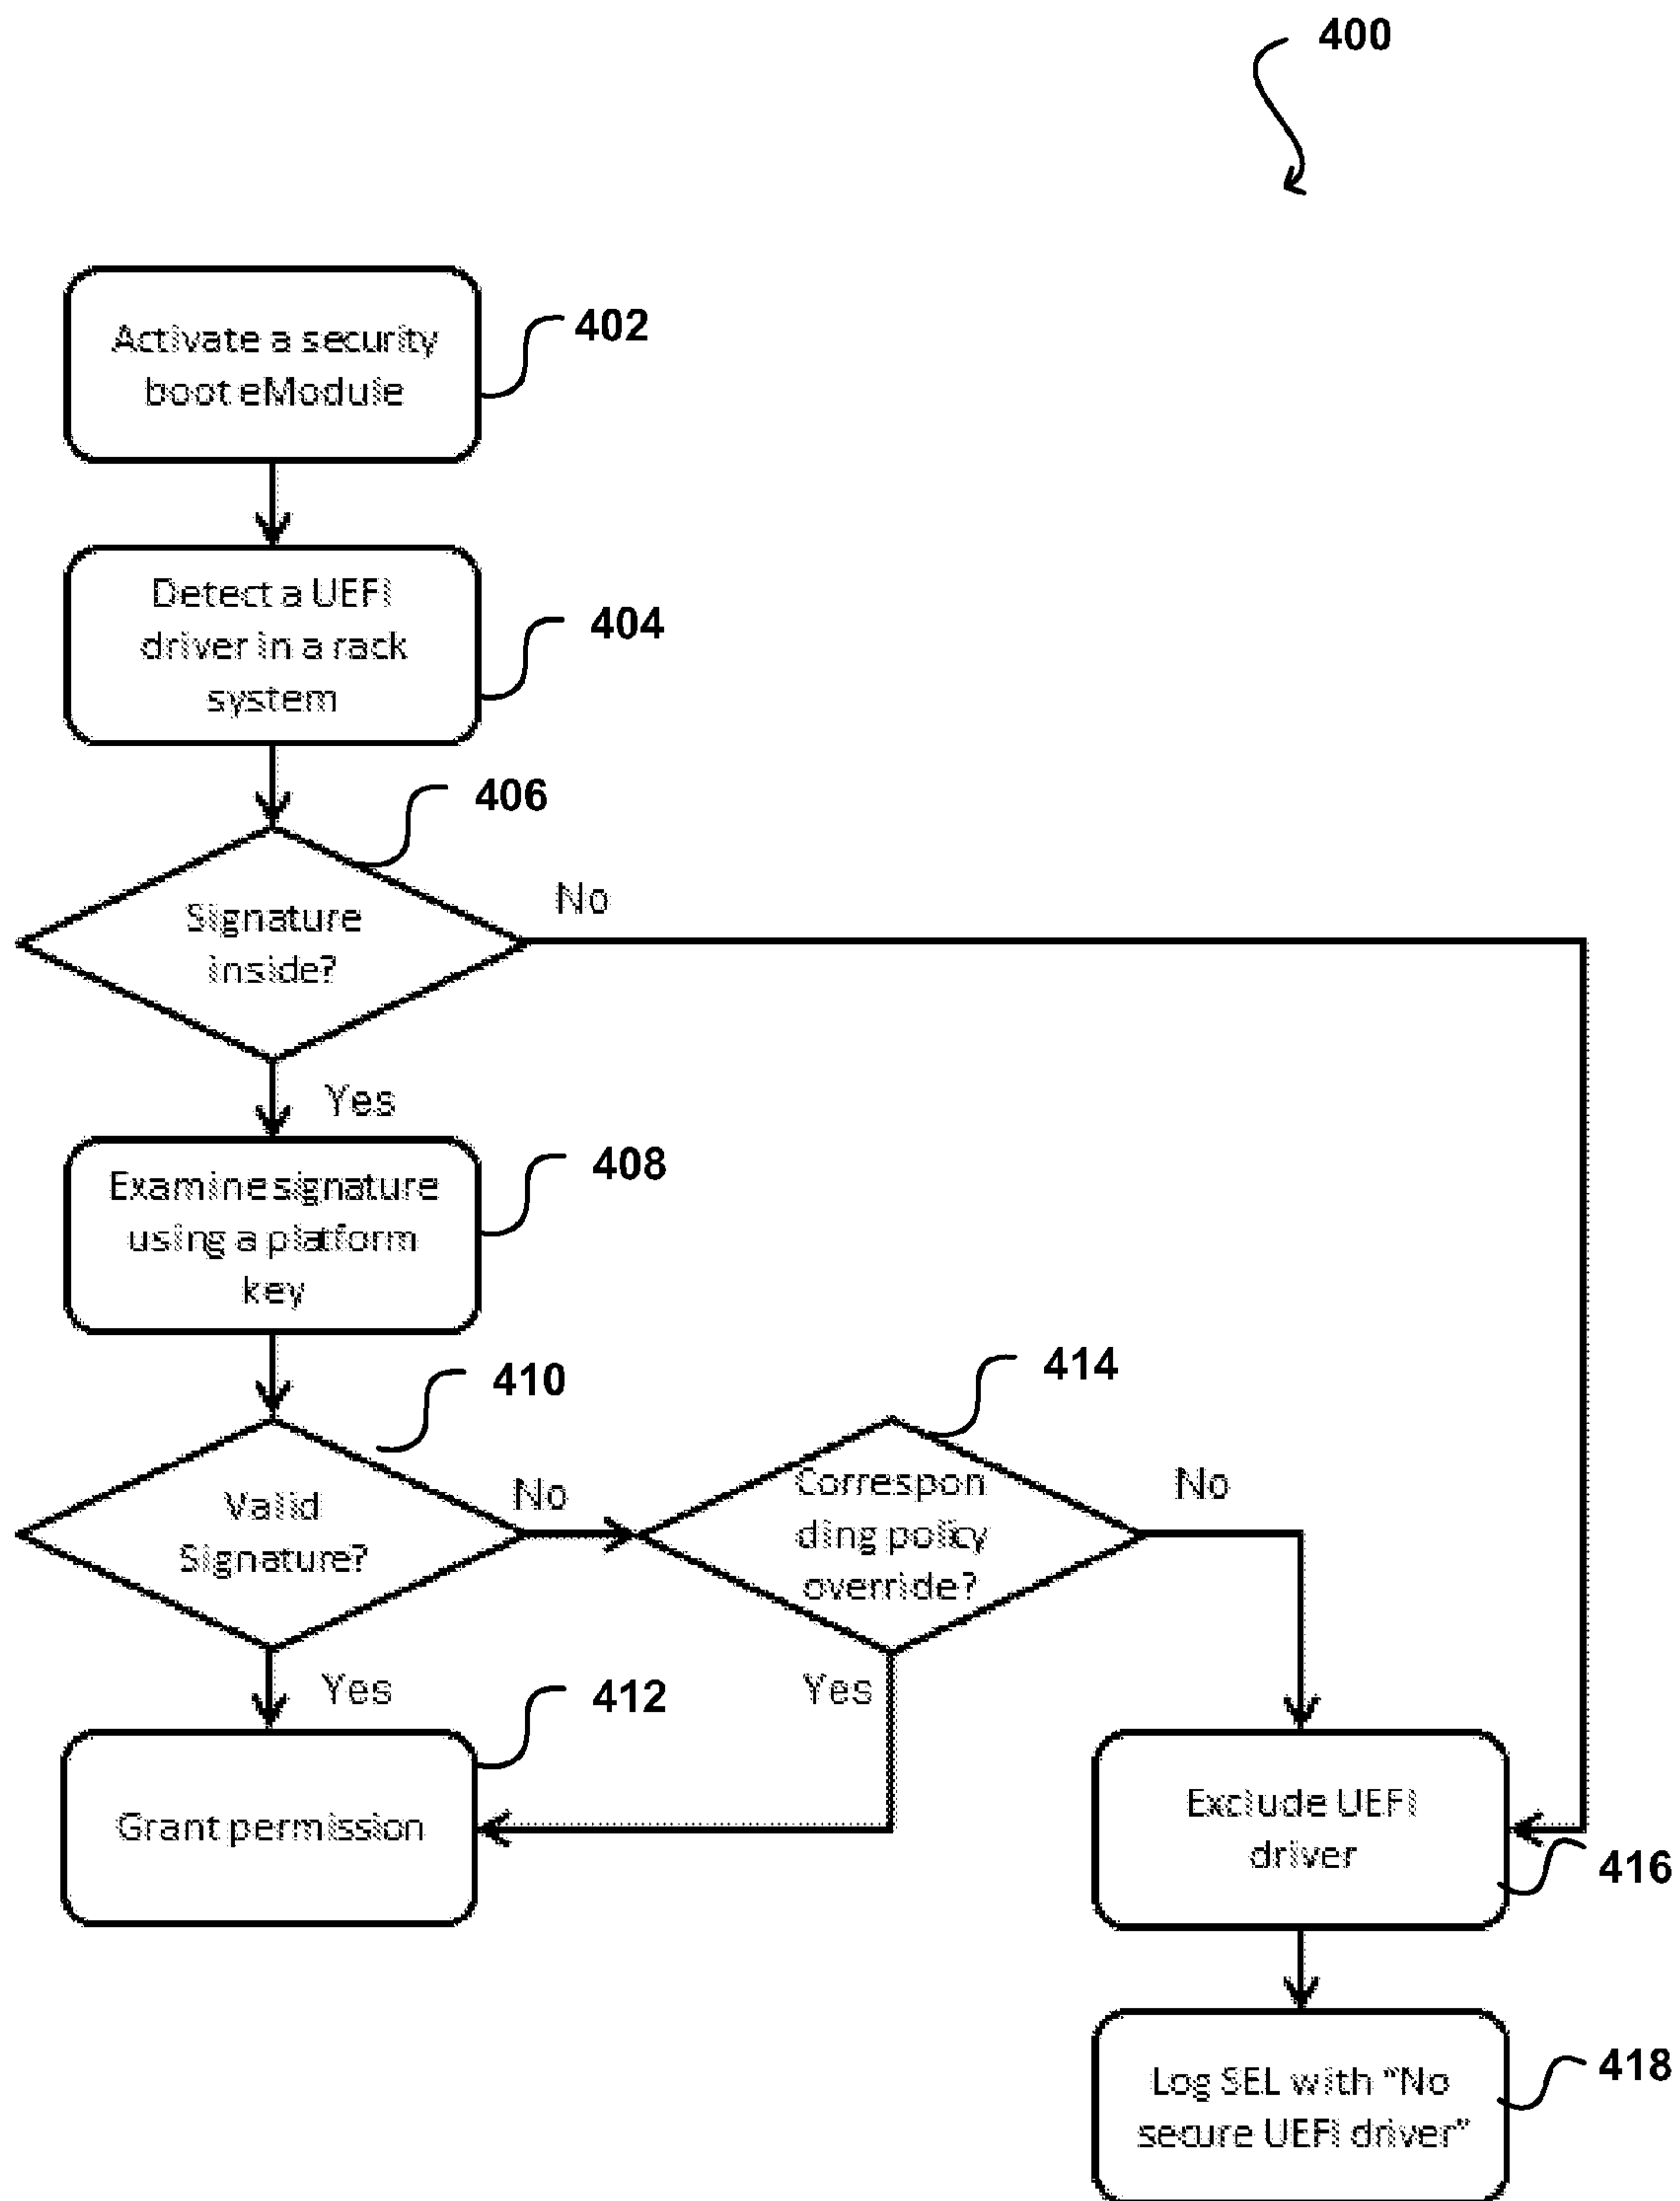 400
Activate a security
boot eModule
402
Detect a UEFI
driver in a rack
system
404
406
Signature
inside?
No
Yes
Examine signature
using a platform
key
408
410
Valid
Signature?
No
414
Correspon
ding policy
override?
No
Yes
Yes
412
Grant permission
Exclude UEFI
driver
416
Log SEL with “No
secure UEFI driver”
418